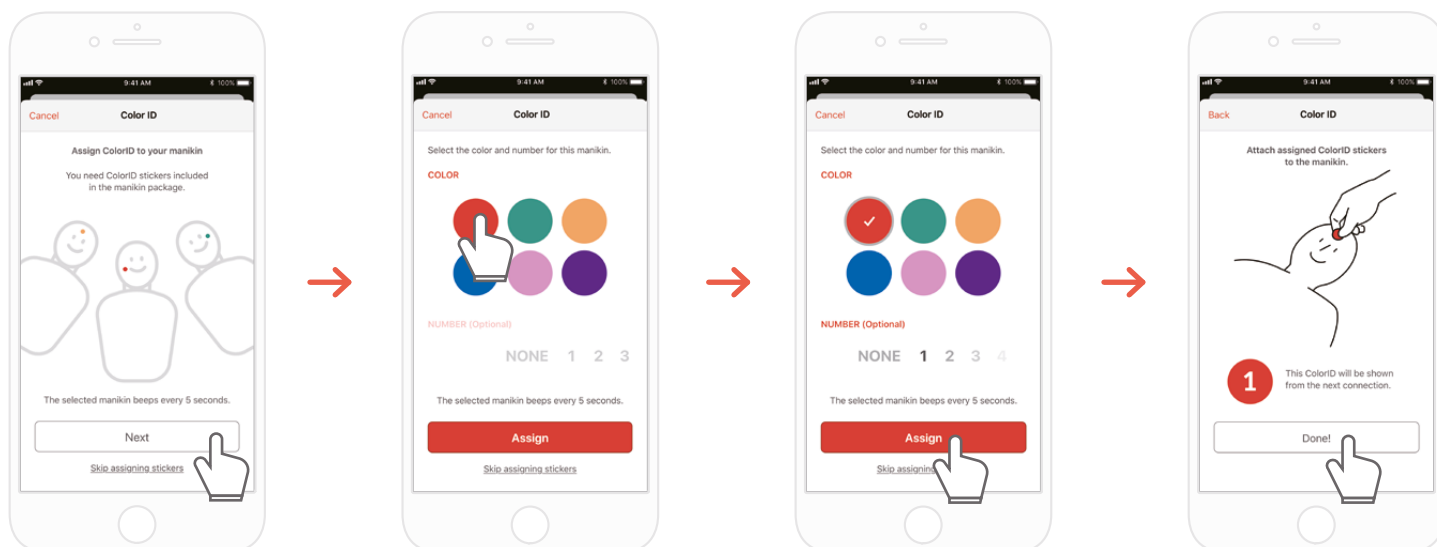 9:41 AM
100%
Cancel
Color ID
Assign ColorID to your manikin
You need ColorID stickers included
in the manikin package.
The selected manikin beeps every 5 seconds.
Next
Skip assigning stickers
9:41 AM
100%
Cancel
Color ID
Select the color and number for this manikin.
COLOR
NUMBER (Optional)
NONE 1 2 3
The selected manikin beeps every 5 seconds.
Assign
Skip assigning stickers
9:41 AM
100%
Cancel
Color ID
Select the color and number for this manikin.
COLOR
NUMBER (Optional)
NONE 1 2 3 4
The selected manikin beeps every 5 seconds.
Assign
Skip assigning
9:41 AM
100%
Back
Color ID
Attach assigned ColorID stickers
to the manikin.
1
This ColorID will be shown
from the next connection.
Done!